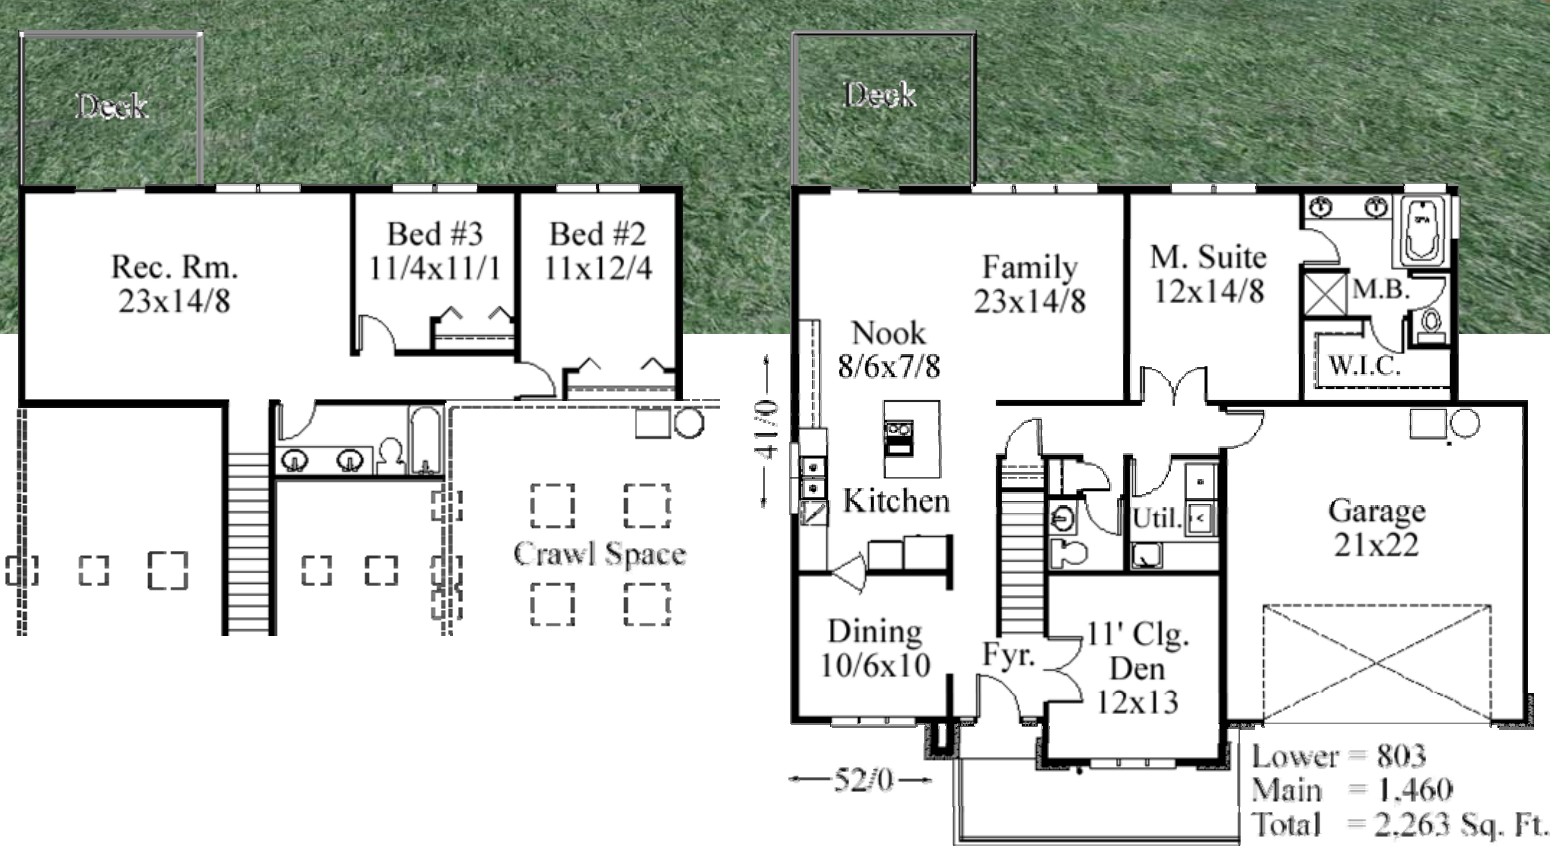 Deck
Rec. Rm.
23x14/8
Bed #3
11/4x11/1
Bed #2
11x12/4
Crawl Space
Deck
Family
23x14/8
M. Suite
12x14/8
SPA
M.B.
W.I.C.
Nook
8/6x7/8
41/0
Kitchen
Util.
Garage
21x22
Dining
10/6x10
Fyr.
11' Clg.
Den
12x13
52/0
Lower = 803
Main = 1,460
Total = 2,263 Sq. Ft.